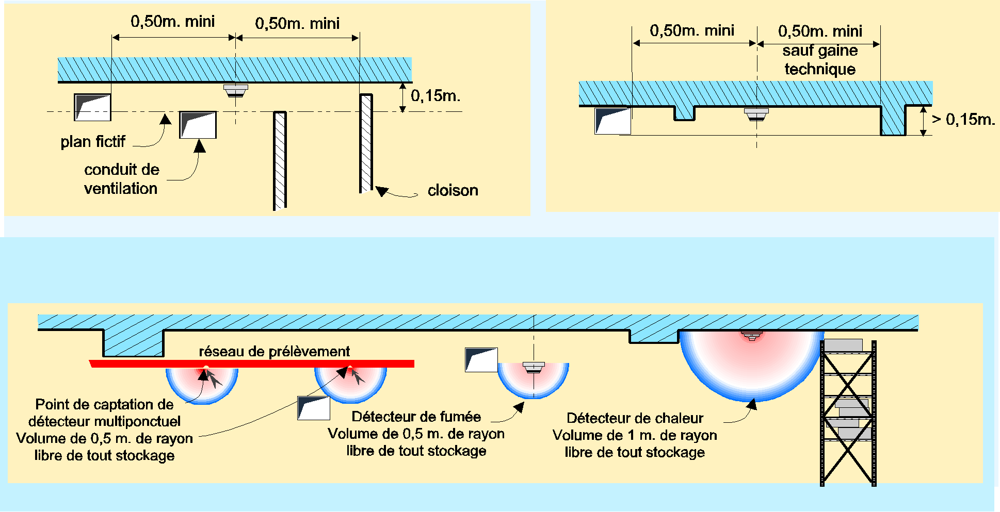 0,50m. mini
0,50m. mini
0,15m.
plan fictif
conduit de
ventilation
cloison
0,50m. mini
0,50m. mini
sauf gaine
technique
> 0,15m.
réseau de prélèvement
Point de captation de
détecteur multiponctuel
Volume de 0,5 m. de rayon
libre de tout stockage
Détecteur de fumée
Volume de 0,5 m. de rayon
libre de tout stockage
Détecteur de chaleur
Volume de 1 m. de rayon
libre de tout stockage